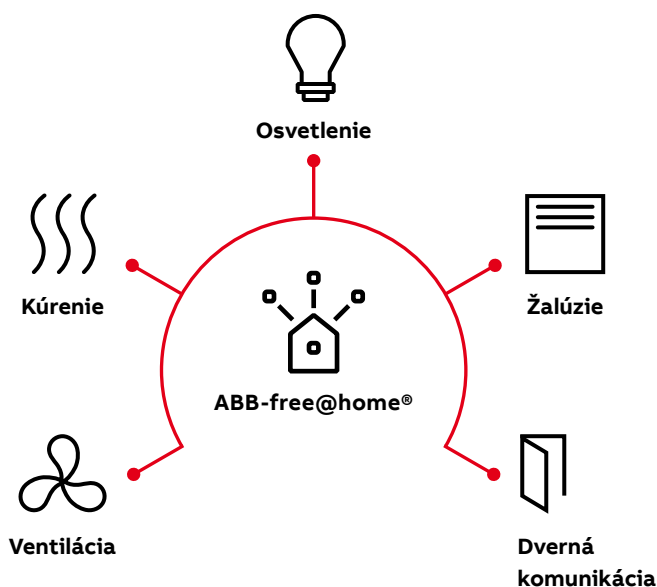 Osvetlenie
Kúrenie
Žalúzie
ABB-free@home®
Ventilácia
Dverná
komunikácia